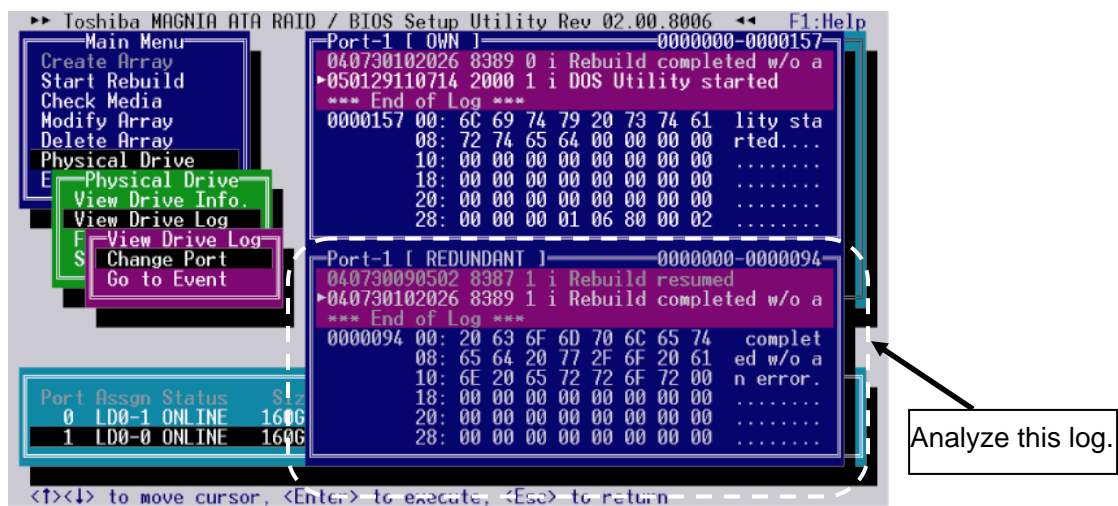 ►► Toshiba MAGNIA ATA RAID / BIOS Setup Utility Rev 02.00.8006 ◄◄ F1:Help
Main Menu
Create Array
Start Rebuild
Check Media
Modify Array
Delete Array
Physical Drive
E
Physical Drive
View Drive Info.
View Drive Log
F
S
View Drive Log
Change Port
Go to Event
Port-1 [ OWN ] 0000000-0000157
040730102026 8389 0 i Rebuild completed w/o a
►050129110714 2000 1 i DOS Utility started
*** End of Log ***
0000157 00: 6C 69 74 79 20 73 74 61 lity sta
08: 72 74 65 64 00 00 00 00 rted....
10: 00 00 00 00 00 00 00 00 ........
18: 00 00 00 00 00 00 00 00 ........
20: 00 00 00 00 00 00 00 00 ........
28: 00 00 00 01 06 80 00 02 ........
Port-1 [ REDUNDANT ] 0000000-0000094
040730090502 8387 1 i Rebuild resumed
►040730102026 8389 1 i Rebuild completed w/o a
*** End of Log ***
0000094 00: 20 63 6F 6D 70 6C 65 74 complet
08: 65 64 20 77 2F 6F 20 61 ed w/o a
10: 6E 20 65 72 72 6F 72 00 n error.
18: 00 00 00 00 00 00 00 00 ........
20: 00 00 00 00 00 00 00 00 ........
28: 00 00 00 00 00 00 00 00 ........
Port Assgn Status Siz
0 LD0-1 ONLINE 160G
1 LD0-0 ONLINE 160G
Analyze this log.
<↑><↓> to move cursor, <Enter> to execute, <Esc> to return